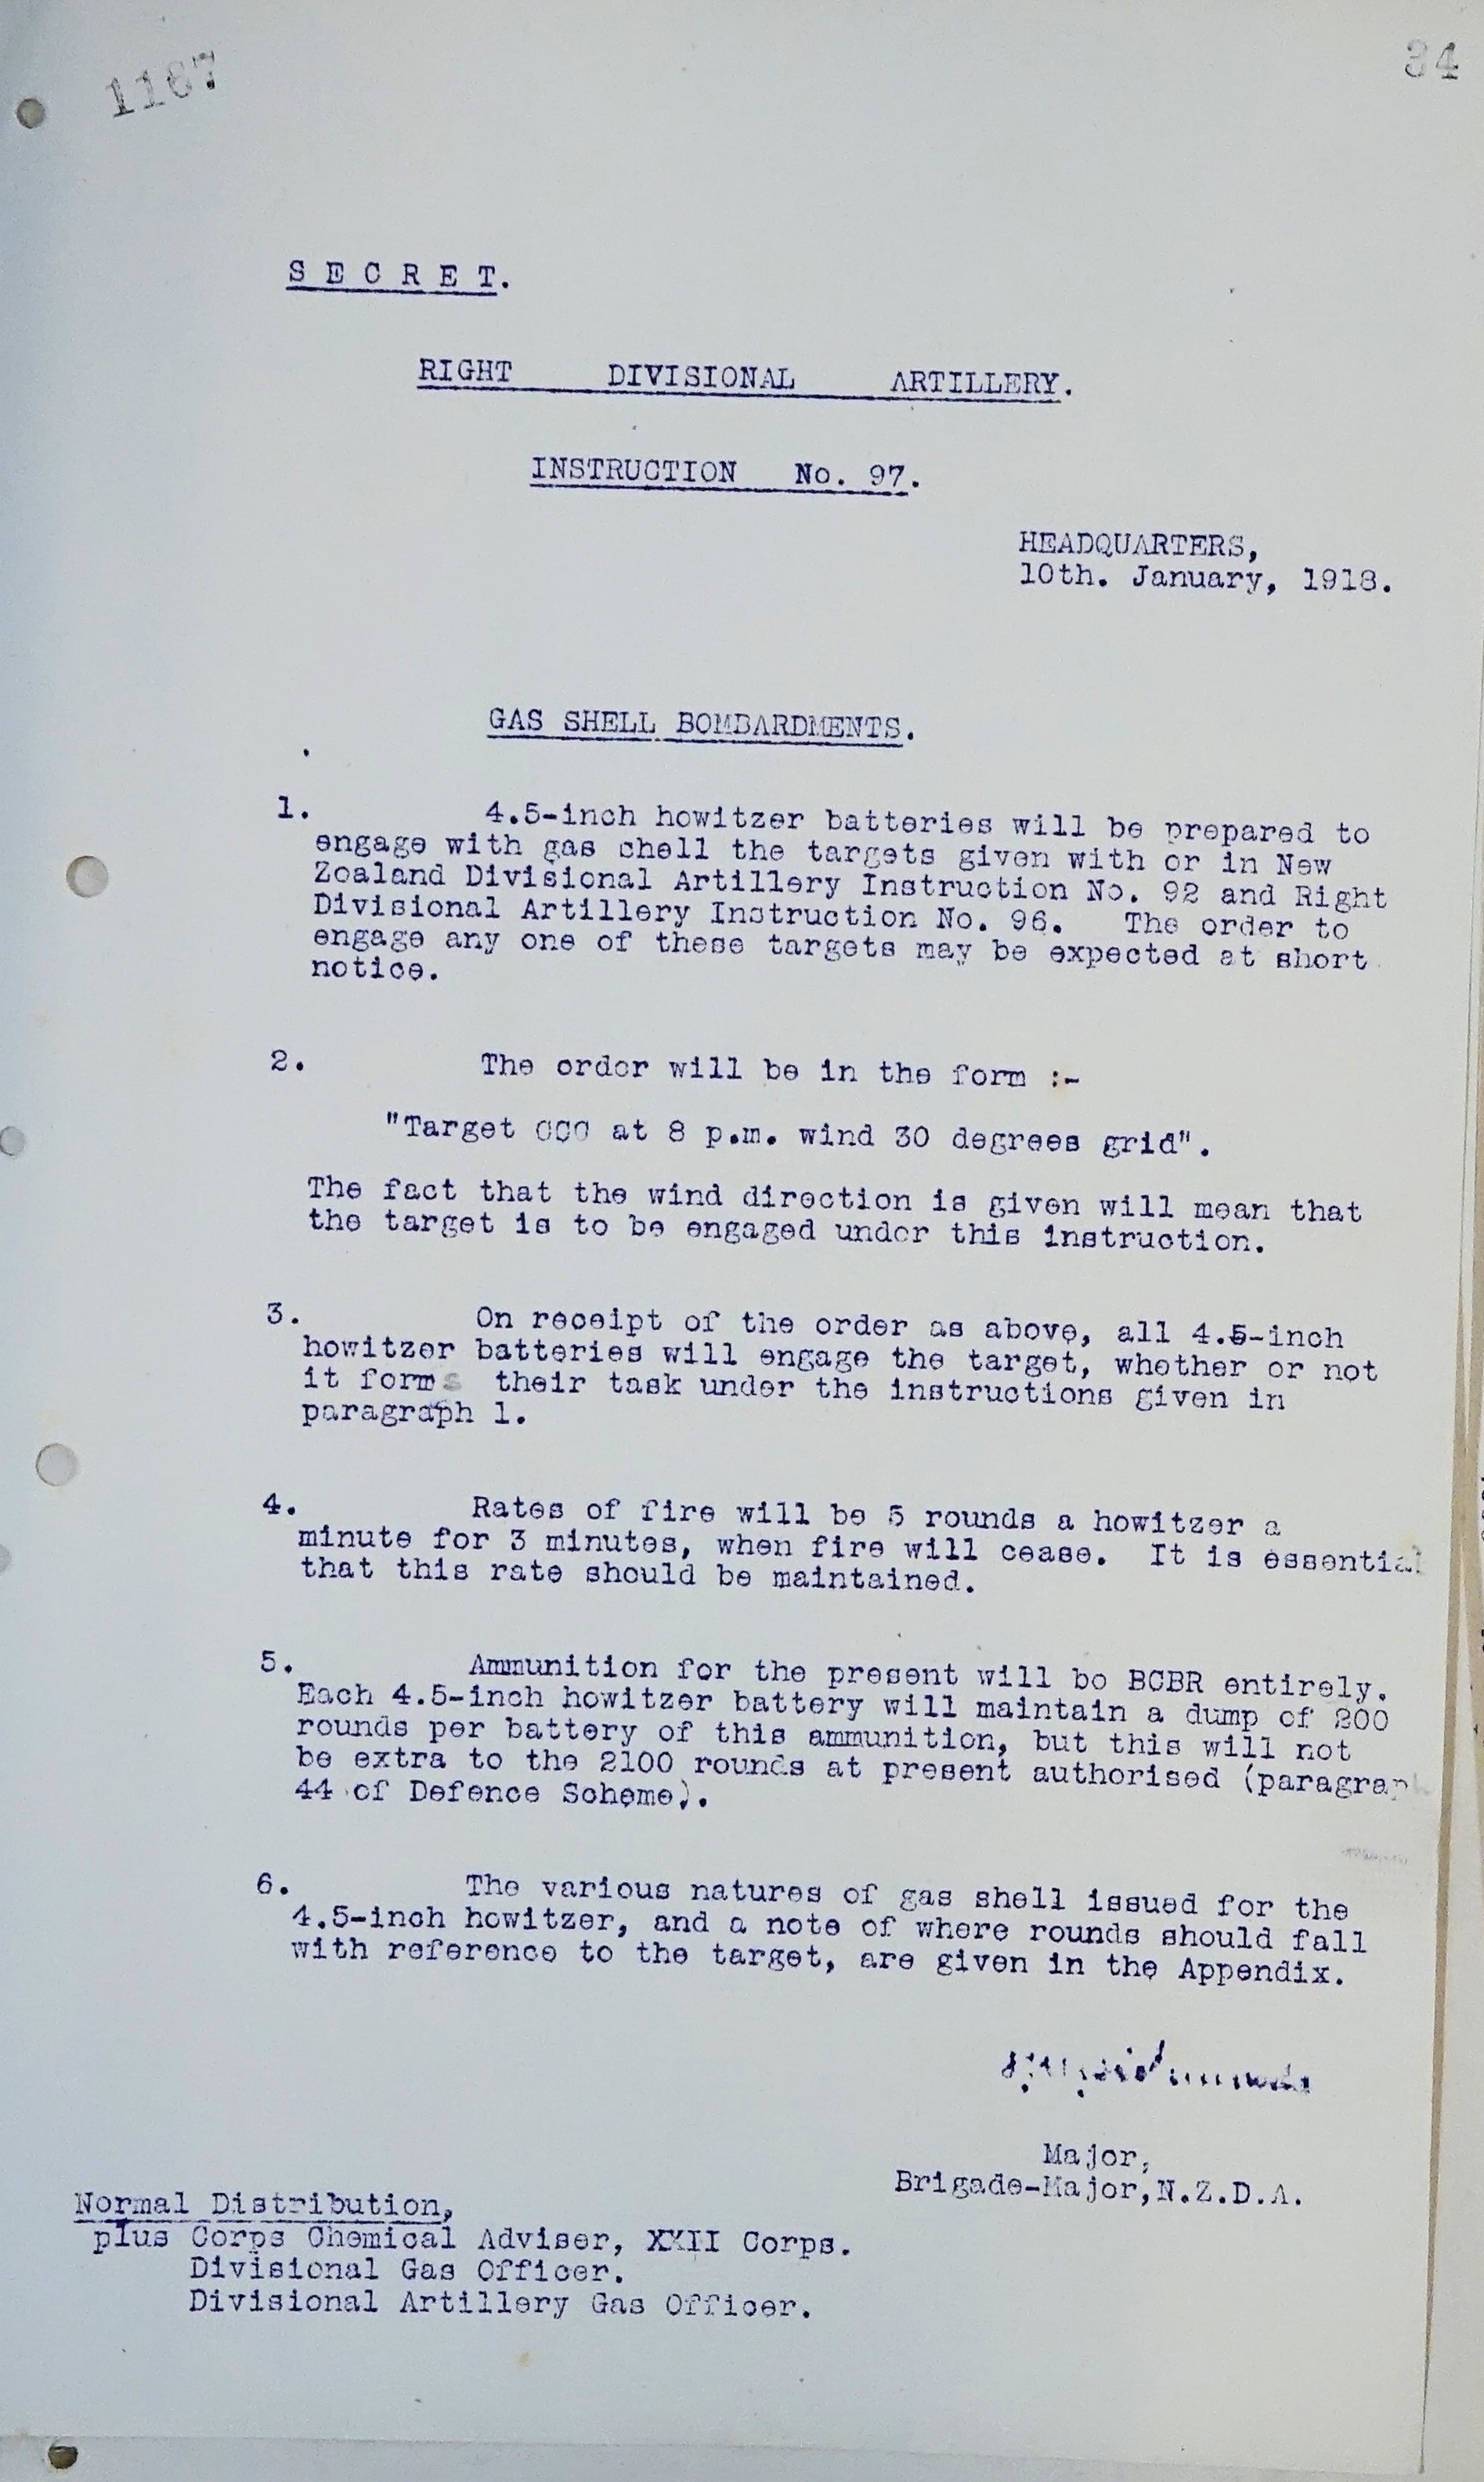 1187
34
S E C R E T.
RIGHT DIVISIONAL ARTILLERY.
INSTRUCTION No. 97.
HEADQUARTERS,
10th. January, 1918.
GAS SHELL BOMBARDMENTS.
1. 4.5-inch howitzer batteries will be prepared to
engage with gas shell the targets given with or in New
Zealand Divisional Artillery Instruction No. 92 and Right
Divisional Artillery Instruction No. 96. The order to
engage any one of these targets may be expected at short
notice.
2. The order will be in the form :-
"Target CCC at 8 p.m. wind 30 degrees grid".
The fact that the wind direction is given will mean that
the target is to be engaged under this instruction.
3. On receipt of the order as above, all 4.5-inch
howitzer batteries will engage the target, whether or not
it forms their task under the instructions given in
paragraph 1.
4. Rates of fire will be 5 rounds a howitzer a
minute for 3 minutes, when fire will cease. It is essential
that this rate should be maintained.
5. Ammunition for the present will be BCBR entirely.
Each 4.5-inch howitzer battery will maintain a dump of 200
rounds per battery of this ammunition, but this will not
be extra to the 2100 rounds at present authorised (paragraph
44 of Defence Scheme).
6. The various natures of gas shell issued for the
4.5-inch howitzer, and a note of where rounds should fall
with reference to the target, are given in the Appendix.
Major,
Brigade-Major, N.Z.D.A.
Normal Distribution,
plus Corps Chemical Adviser, XXII Corps.
Divisional Gas Officer.
Divisional Artillery Gas Officer.